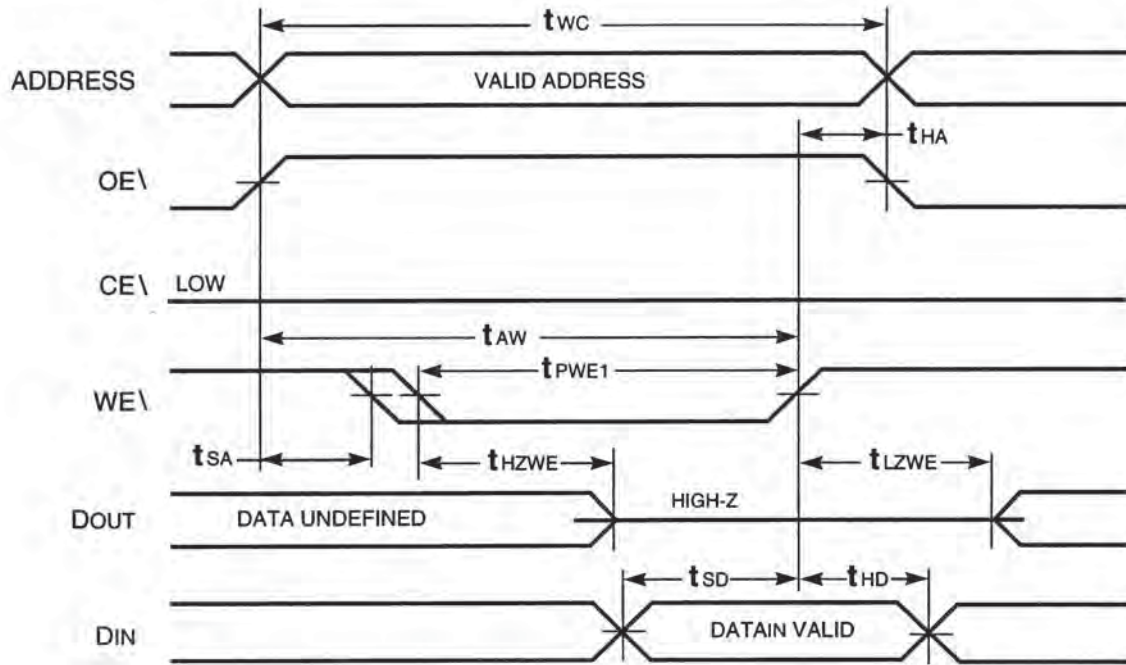 tWC
ADDRESS
VALID ADDRESS
tHA
OE\
CE\
LOW
tAW
tPWE1
WE\
tSA
tHZWE
tLZWE
DOUT
DATA UNDEFINED
HIGH-Z
tSD
tHD
DIN
DATAIN VALID